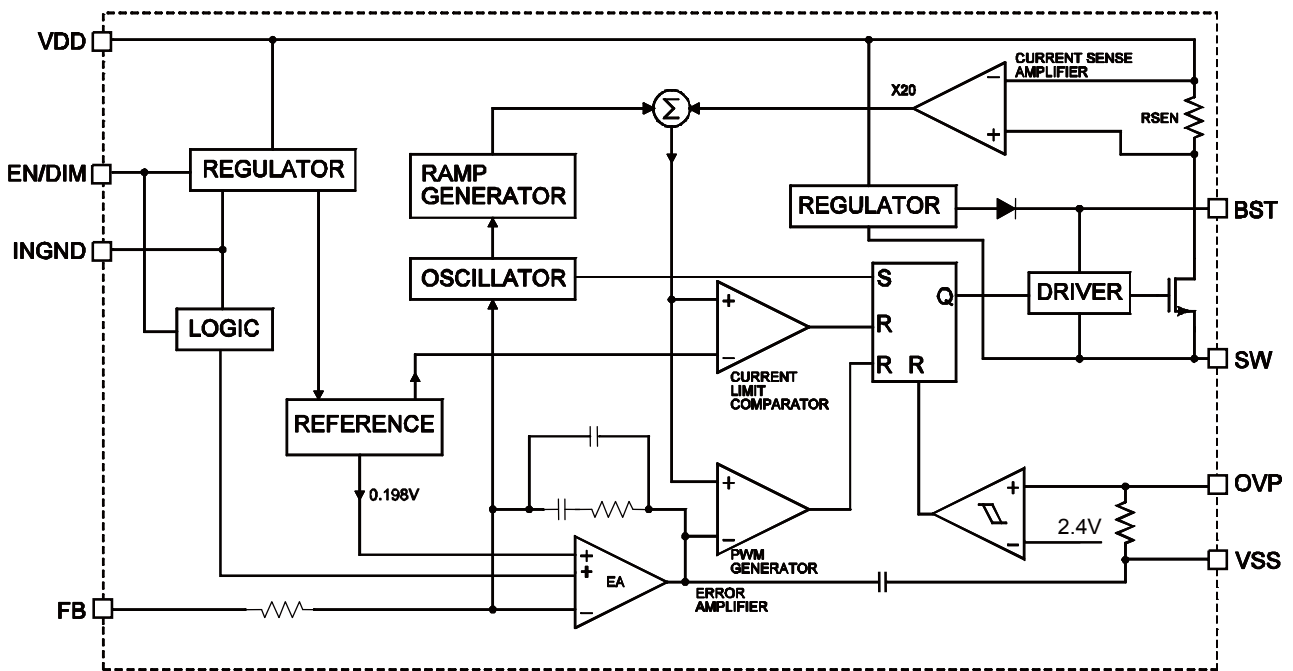 VDD
CURRENT SENSE
AMPLIFIER
X20
Σ
−
RSEN
+
EN/DIM
REGULATOR
RAMP
GENERATOR
REGULATOR
BST
INGND
OSCILLATOR
S
Q
DRIVER
LOGIC
+
R
−
R R
SW
CURRENT
LIMIT
COMPARATOR
REFERENCE
0.198V
+
+
OVP
2.4V
−
−
PWM
GENERATOR
VSS
+
+
EA
−
ERROR
AMPLIFIER
FB